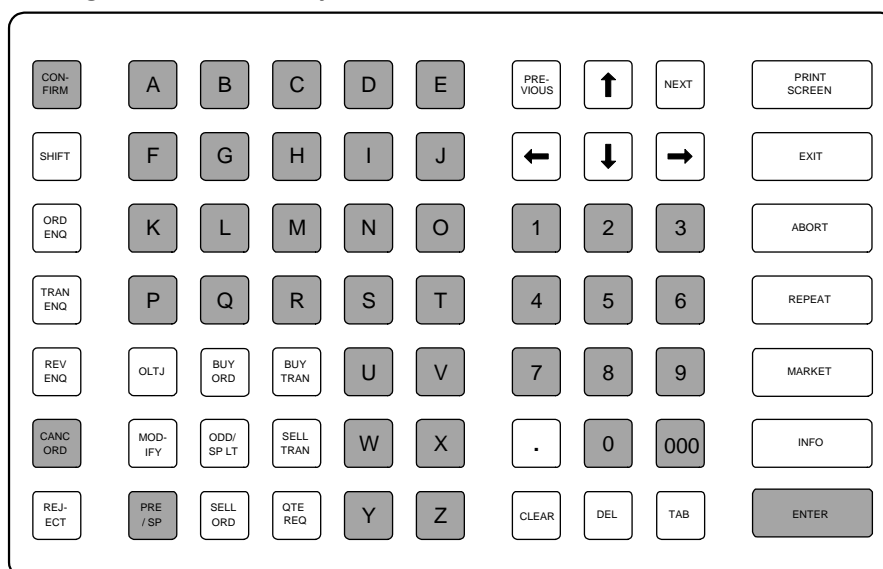 CON-
FIRM
A
B
C
D
E
PRE-
VIOUS
NEXT
PRINT
SCREEN
SHIFT
F
G
H
I
J
EXIT
ORD
ENQ
K
L
M
N
O
1
2
3
ABORT
TRAN
ENQ
P
Q
R
S
T
4
5
6
REPEAT
REV
ENQ
OLTJ
BUY
ORD
BUY
TRAN
U
V
7
8
9
MARKET
CANC
ORD
MOD-
IFY
ODD/
SP LT
SELL
TRAN
W
X
.
0
000
INFO
REJ-
ECT
PRE
/ SP
SELL
ORD
QTE
REQ
Y
Z
CLEAR
DEL
TAB
ENTER